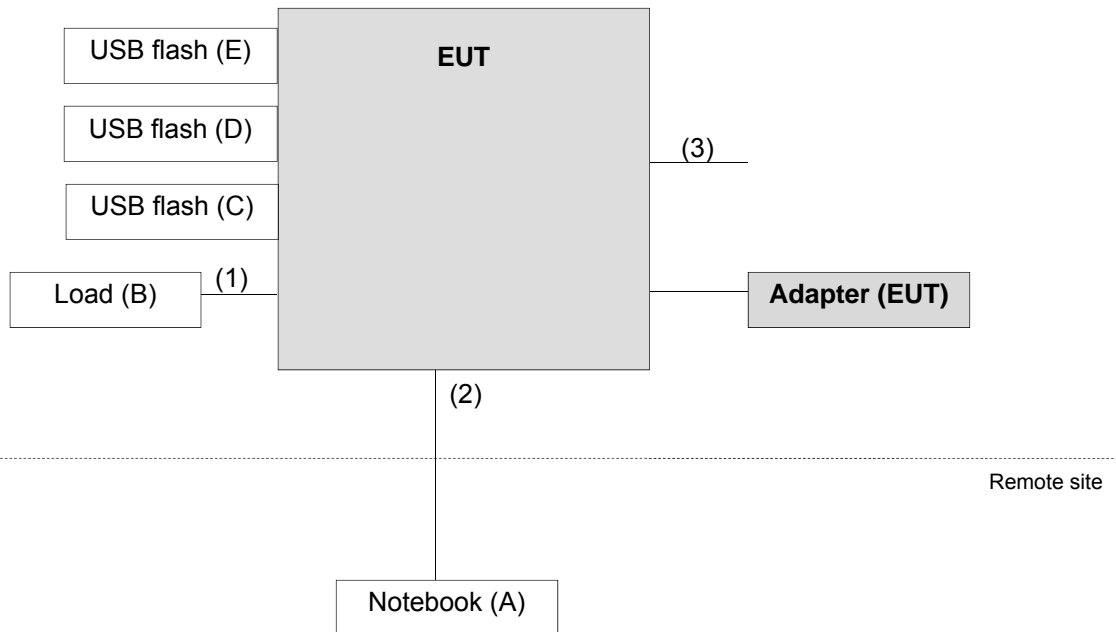 USB flash (E)
EUT
USB flash (D)
(3)
USB flash (C)
(1)
Load (B)
Adapter (EUT)
(2)
Remote site
Notebook (A)